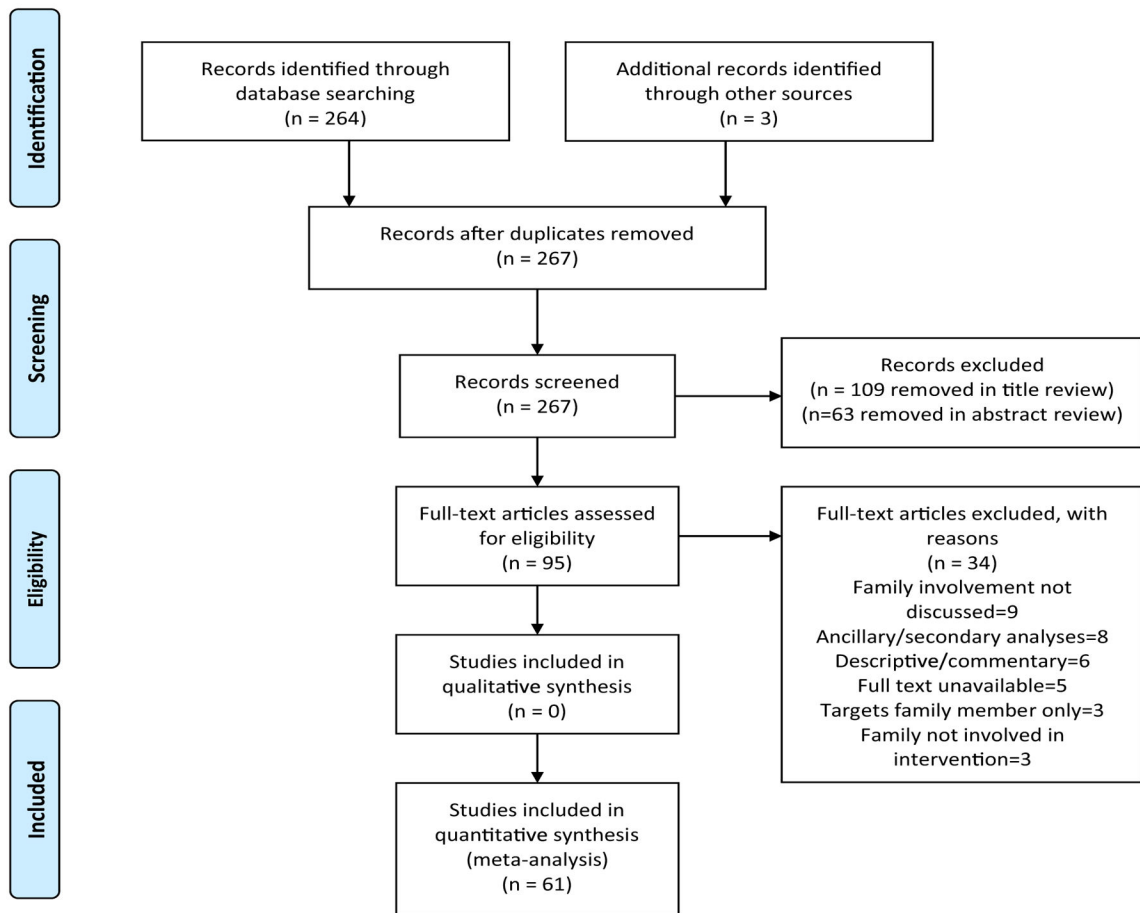 Identification
Records identified through
database searching
(n = 264)
Additional records identified
through other sources
(n = 3)
Records after duplicates removed
(n = 267)
Screening
Records screened
(n = 267)
Records excluded
(n = 109 removed in title review)
(n=63 removed in abstract review)
Eligibility
Full-text articles assessed
for eligibility
(n = 95)
Full-text articles excluded, with
reasons
(n = 34)
Family involvement not
discussed=9
Ancillary/secondary analyses=8
Descriptive/commentary=6
Full text unavailable=5
Targets family member only=3
Family not involved in
intervention=3
Studies included in
qualitative synthesis
(n = 0)
Included
Studies included in
quantitative synthesis
(meta-analysis)
(n = 61)